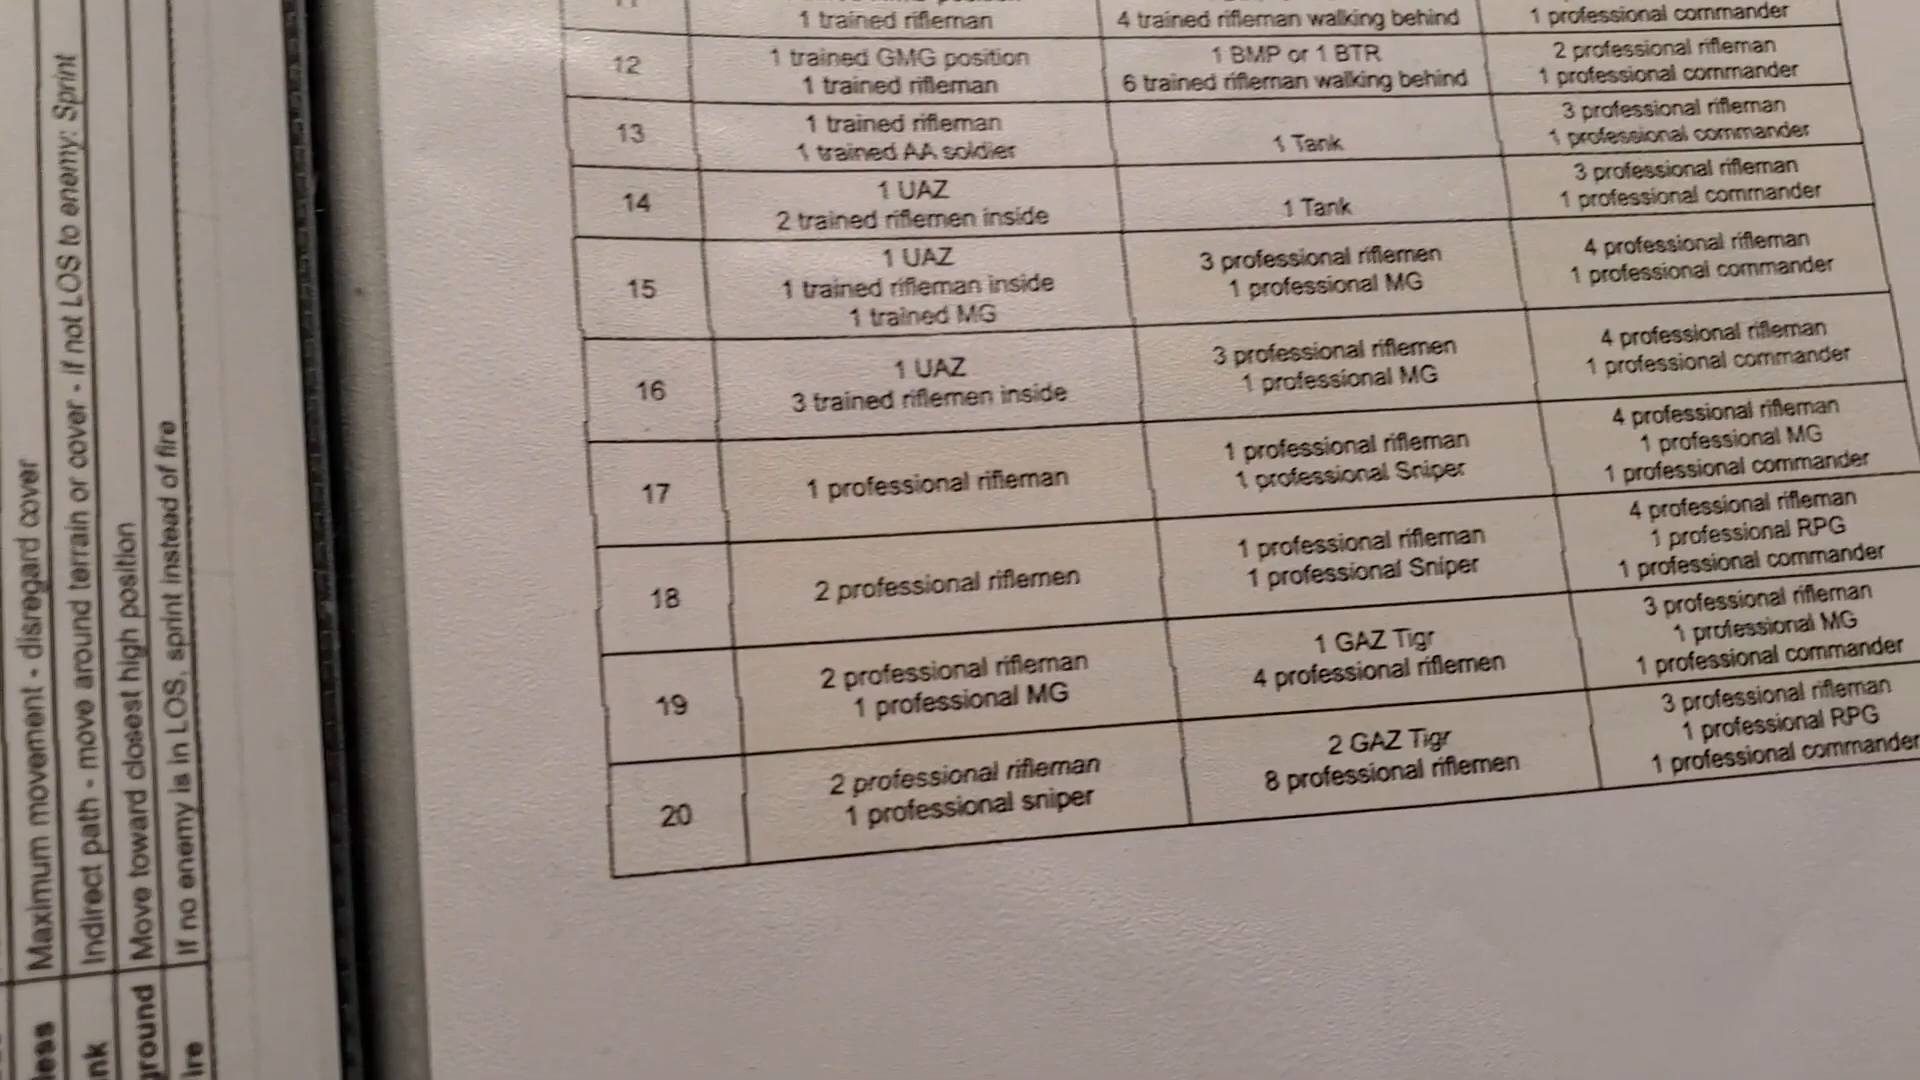 1 trained rifleman
4 trained rifleman walking behind
1 professional commander
12
1 trained GMG position
1 trained rifleman
1 BMP or 1 BTR
6 trained rifleman walking behind
2 professional rifleman
1 professional commander
13
1 trained rifleman
1 trained AA soldier
1 Tank
3 professional rifleman
1 professional commander
14
1 UAZ
2 trained riflemen inside
1 Tank
3 professional rifleman
1 professional commander
15
1 UAZ
1 trained rifleman inside
1 trained MG
3 professional riflemen
1 professional MG
4 professional rifleman
1 professional commander
16
1 UAZ
3 trained riflemen inside
3 professional riflemen
1 professional MG
4 professional rifleman
1 professional commander
17
1 professional rifleman
1 professional rifleman
1 professional Sniper
4 professional rifleman
1 professional MG
1 professional commander
18
2 professional riflemen
1 professional rifleman
1 professional Sniper
4 professional rifleman
1 professional RPG
1 professional commander
19
2 professional rifleman
1 professional MG
1 GAZ Tigr
4 professional riflemen
3 professional rifleman
1 professional MG
1 professional commander
20
2 professional rifleman
1 professional sniper
2 GAZ Tigr
8 professional riflemen
3 professional rifleman
1 professional RPG
1 professional commander
Maximum movement - disregard cover
Indirect path - move around terrain or cover - if not LOS to enemy: Sprint
Move toward closest high position
If no enemy is in LOS, sprint instead of fire